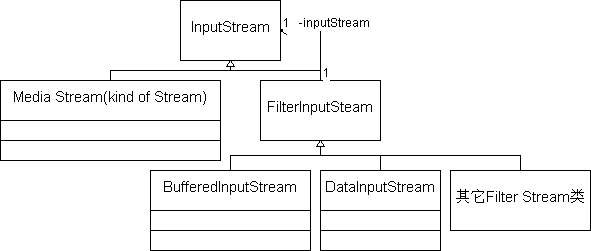 InputStream
1
-inputStream
1
Media Stream(kind of Stream)
FilterInputSteam
BufferedInputStream
DataInputStream
其它Filter Stream类